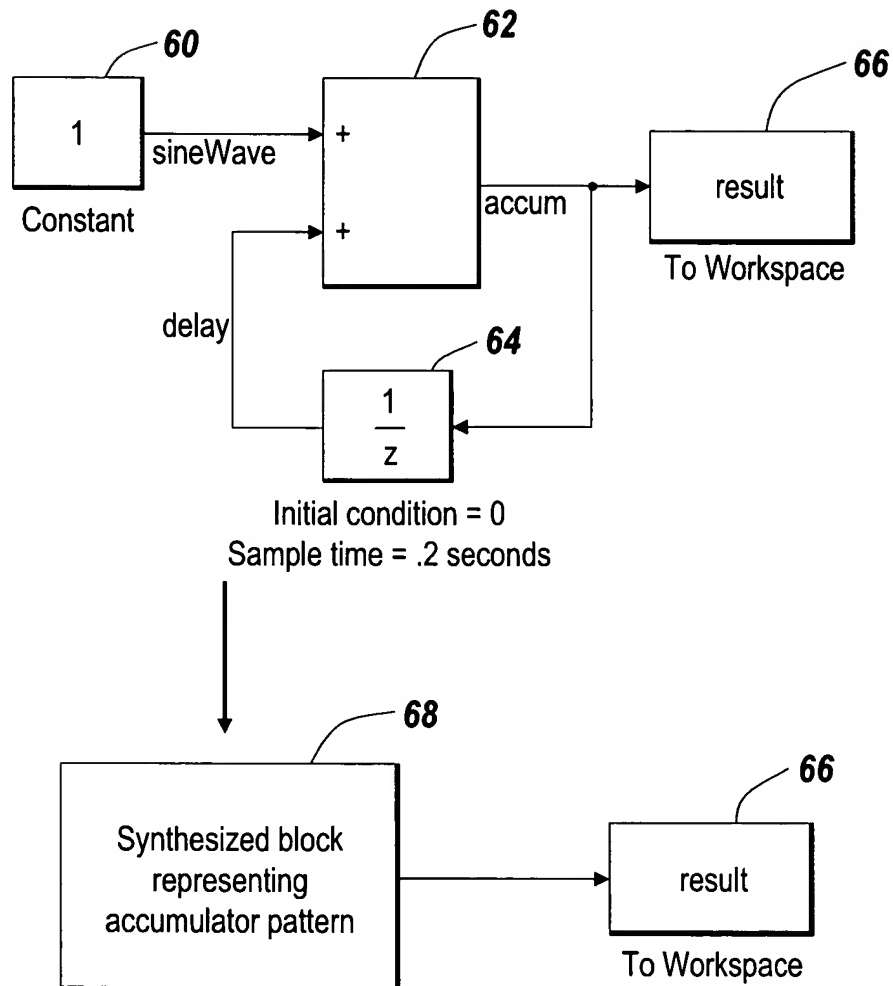 60
62
66
1
+
sineWave
result
accum
Constant
+
To Workspace
delay
64
1
z
Initial condition = 0
Sample time = .2 seconds
68
66
Synthesized block
representing
accumulator pattern
result
To Workspace